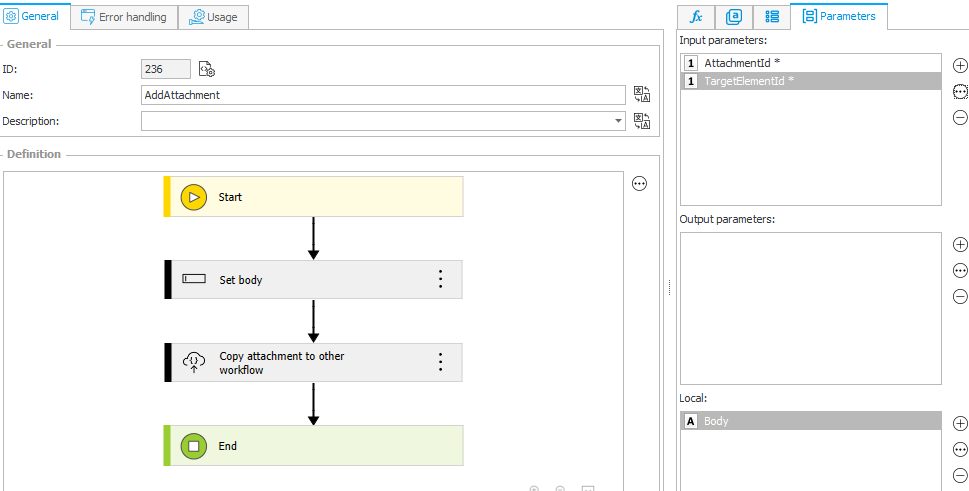 General
Error handling
Usage
fx
a
Parameters
General
ID:
236
Name:
AddAttachment
Description:
Definition
Start
Set body
Copy attachment to other
workflow
End
Input parameters:
1 AttachmentId *
1 TargetElementId *
Output parameters:
Local:
A Body